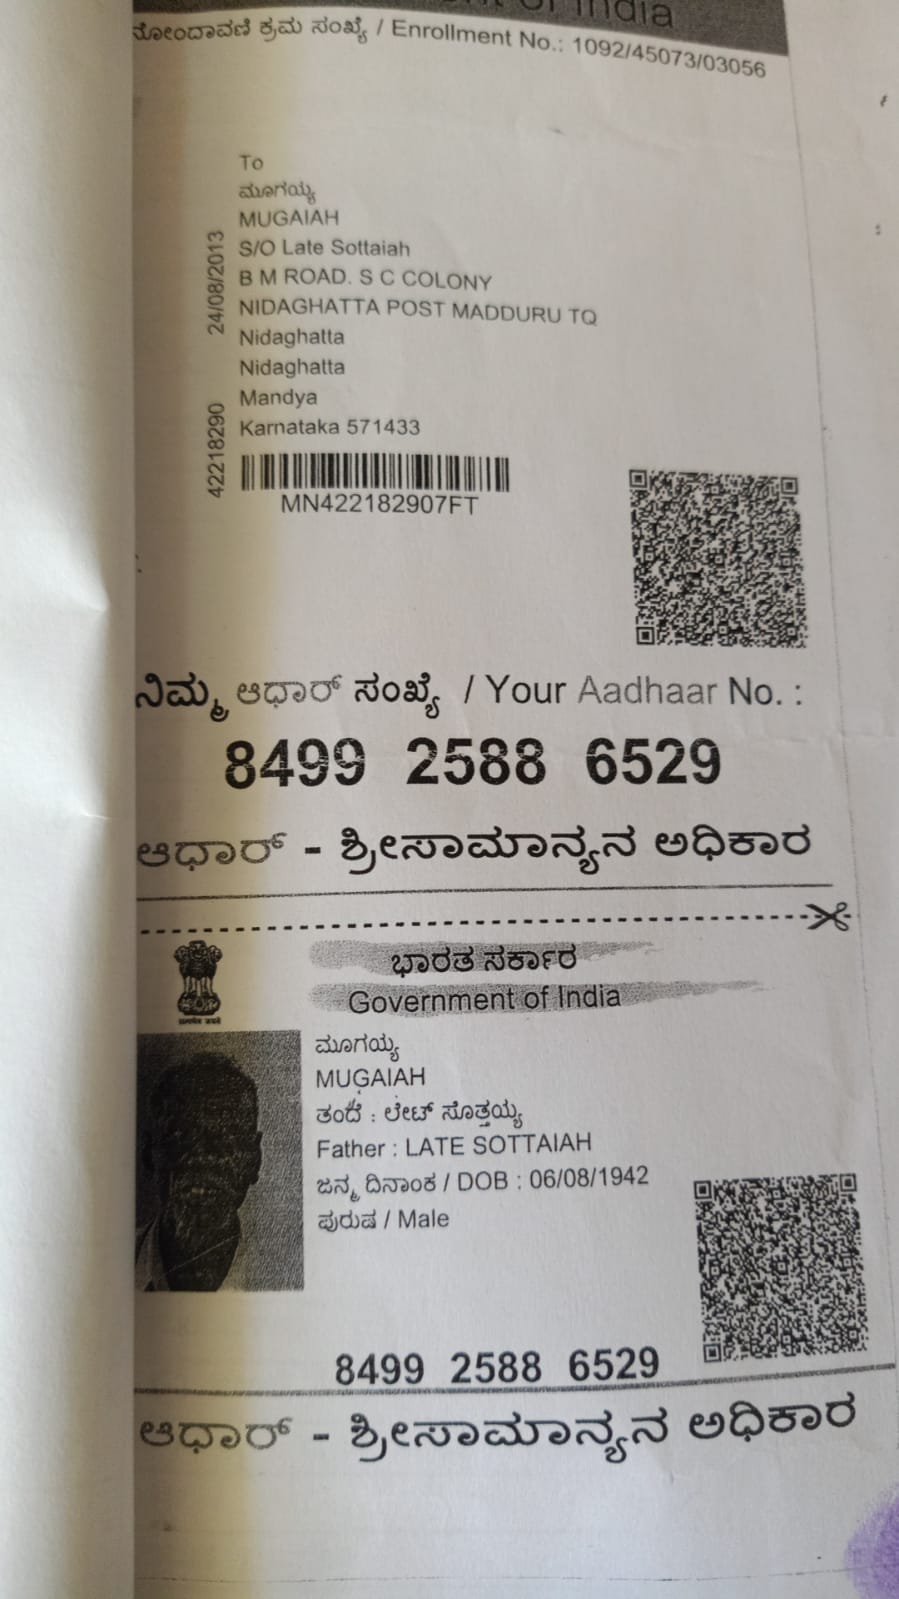 of India
ನೋಂದಾವಣಿ ಕ್ರಮ ಸಂಖ್ಯೆ / Enrollment No.: 1092/45073/03056
To
ಮೂಗಯ್ಯ
MUGAIAH
S/O Late Sottaiah
B M ROAD. S C COLONY
NIDAGHATTA POST MADDURU TQ
Nidaghatta
Nidaghatta
Mandya
Karnataka 571433
24/08/2013
42218290
MN422182907FT
ನಿಮ್ಮ ಆಧಾರ್ ಸಂಖ್ಯೆ / Your Aadhaar No. :
8499 2588 6529
ಆಧಾರ್ - ಶ್ರೀಸಾಮಾನ್ಯನ ಅಧಿಕಾರ
ಭಾರತ ಸರ್ಕಾರ
Government of India
ಮೂಗಯ್ಯ
MUGAIAH
ತಂದೆ : ಲೇಟ್ ಸೊತ್ತಯ್ಯ
Father : LATE SOTTAIAH
ಜನ್ಮ ದಿನಾಂಕ / DOB : 06/08/1942
ಪುರುಷ / Male
8499 2588 6529
ಆಧಾರ್ - ಶ್ರೀಸಾಮಾನ್ಯನ ಅಧಿಕಾರ